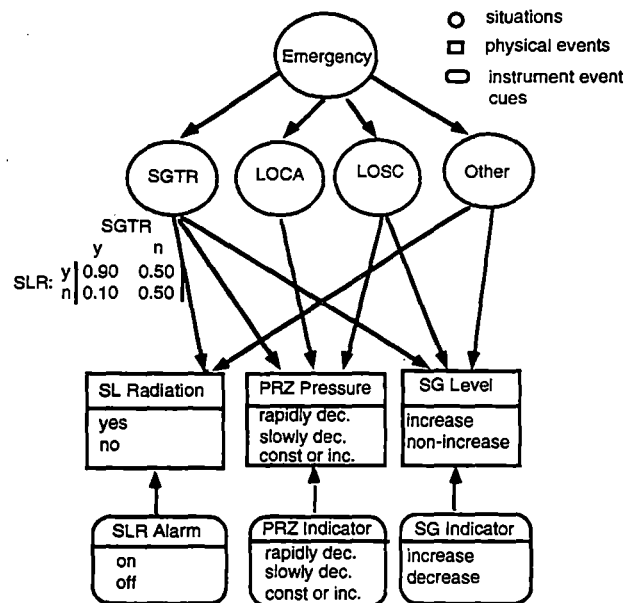 situations
physical events
instrument event
cues
Emergency
SGTR
LOCA
LOSC
Other
SGTR
y n
SLR: y 0.90 0.50
n 0.10 0.50
SL Radiation
yes
no
PRZ Pressure
rapidly dec.
slowly dec.
const or inc.
SG Level
increase
non-increase
SLR Alarm
on
off
PRZ Indicator
rapidly dec.
slowly dec.
const or inc.
SG Indicator
increase
decrease